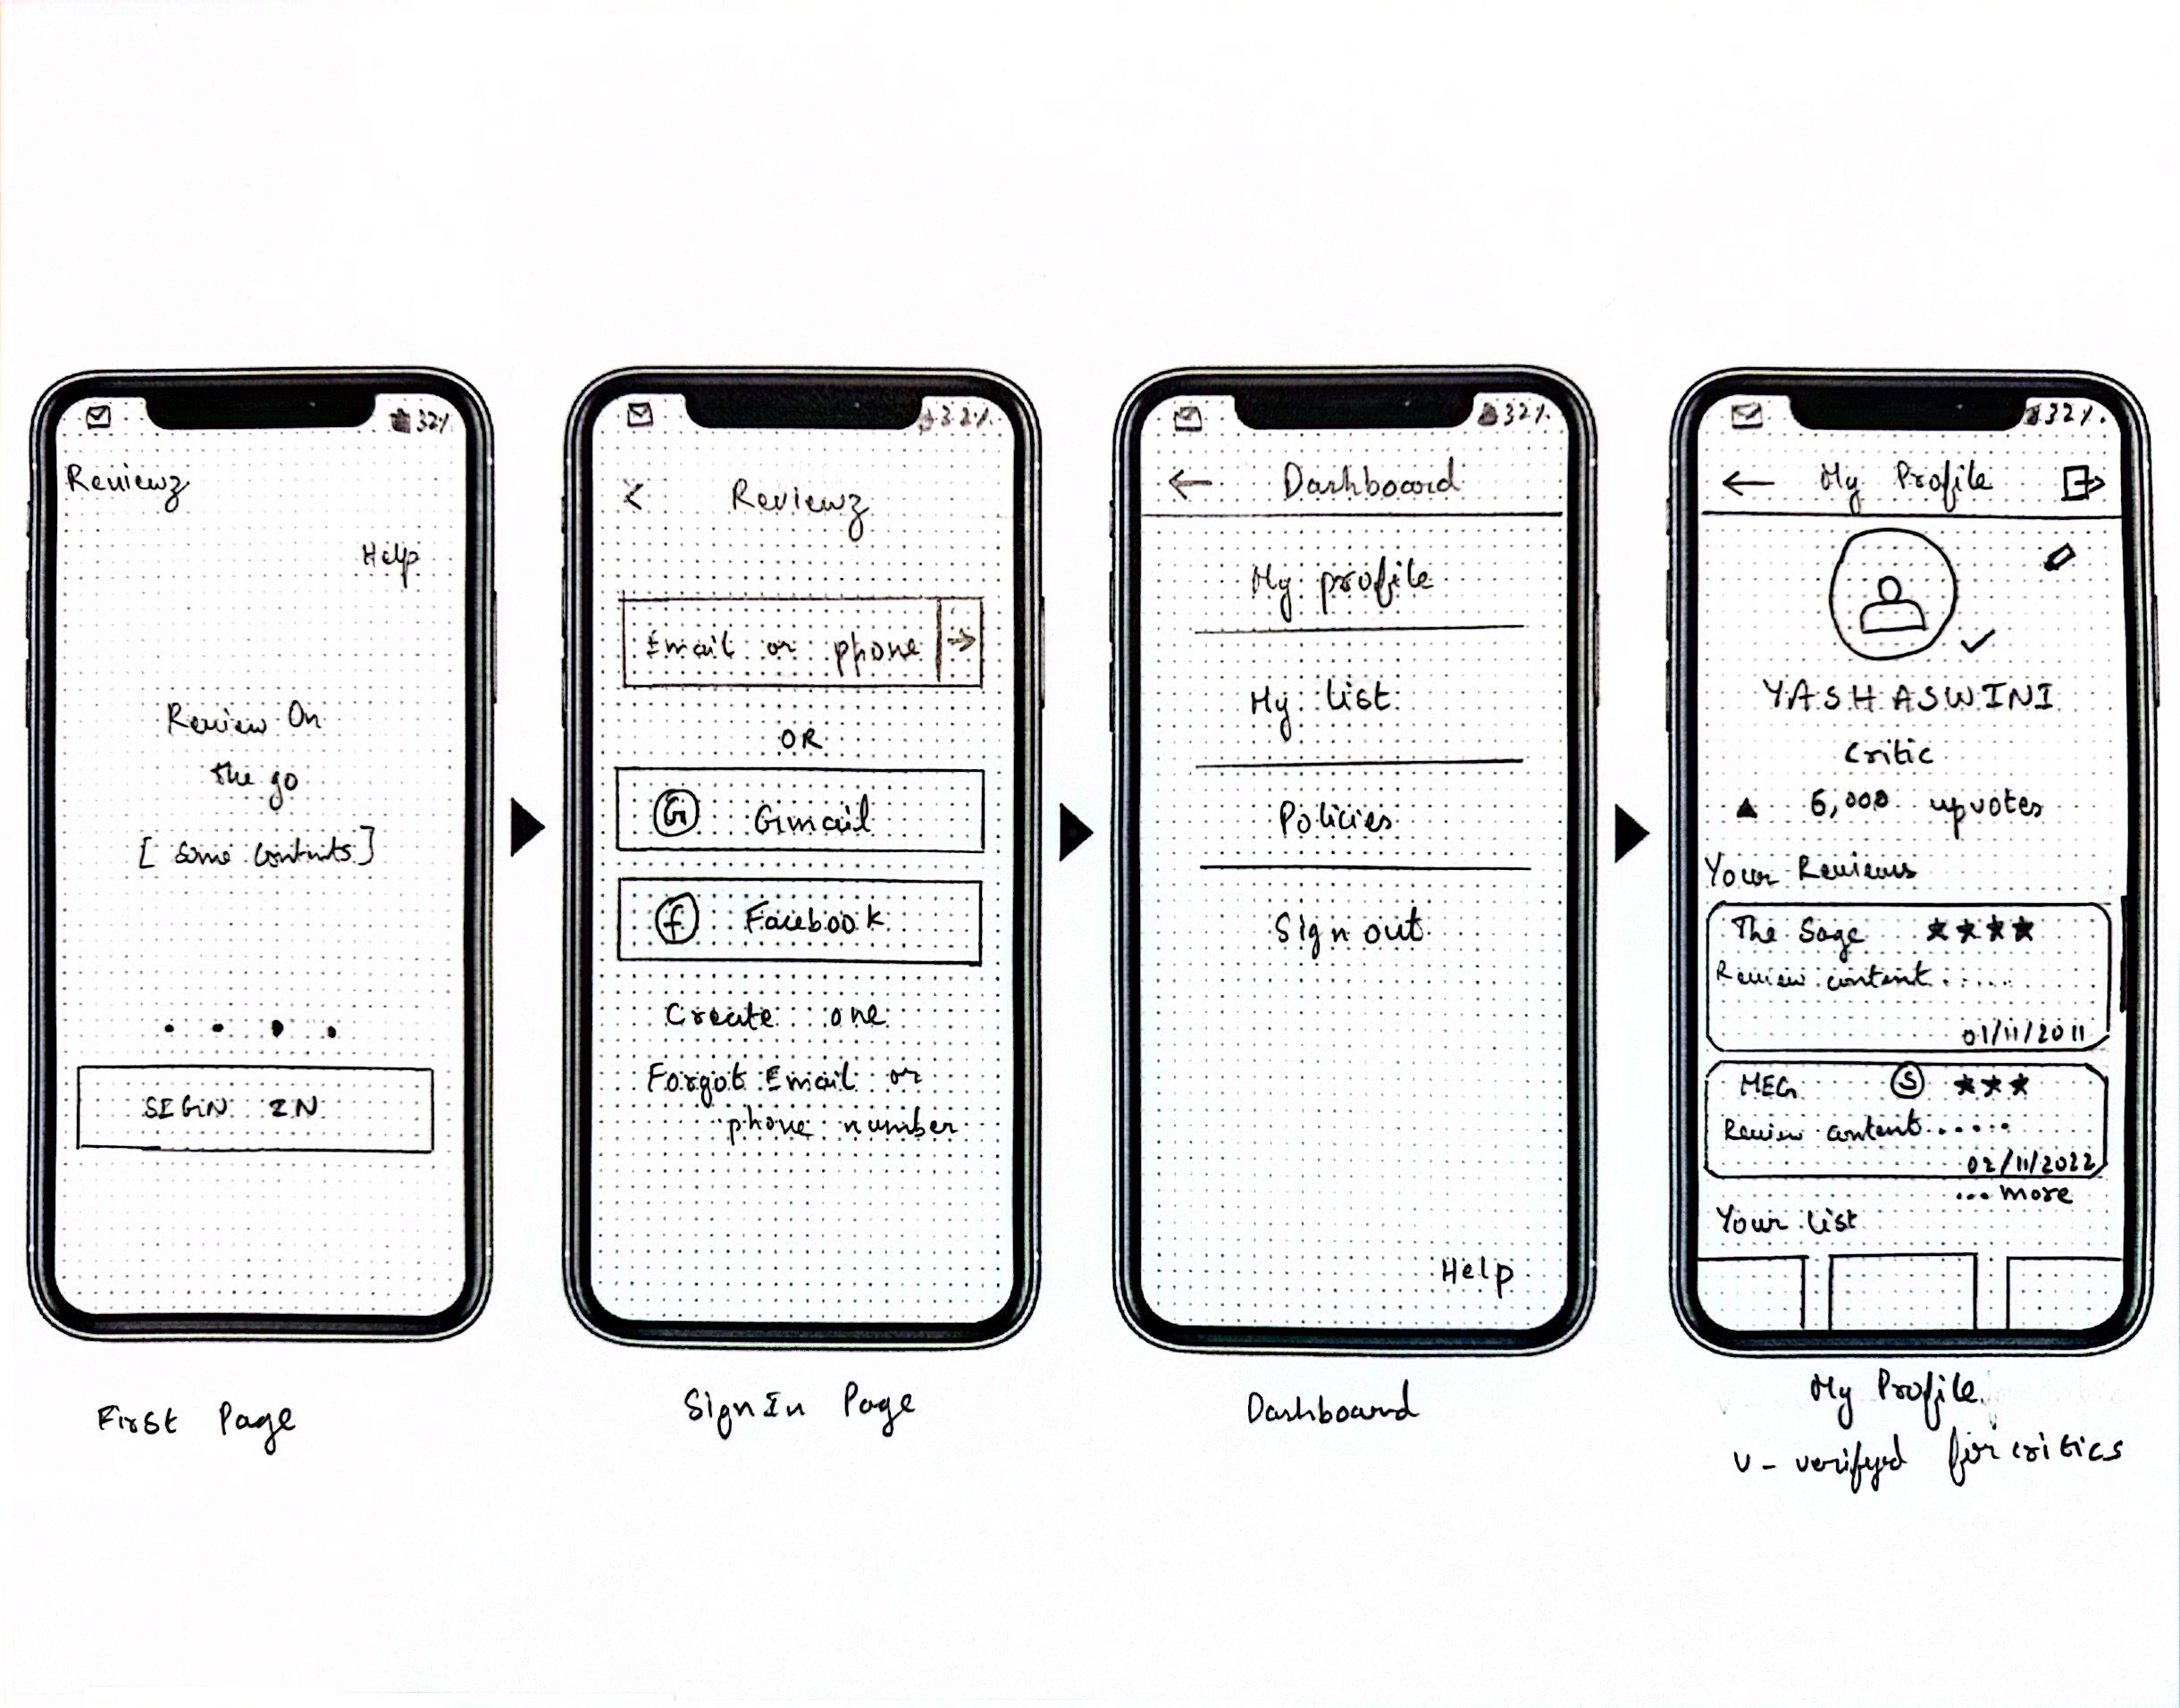 32%
Reviewz
Help
Review On
the go
[ Some Contents ]
SIGN IN
First Page
32%
< Reviewz
Email or phone →
OR
G Gmail
f Facebook
Create one
Forgot Email or
phone number
SignIn Page
32%.
← Dashboard
My profile
My list
Policies
Sign out
Help
Dashboard
32%.
← My Profile
YASHASWINI
Critic
▲ 6,000 upvotes
Your Reviews
The Sage ★★★★
Review content.....
01/11/2011
MEG S ★★★
Review content.....
02/11/2022
...more
Your list
My Profile
v - verifyed for critics